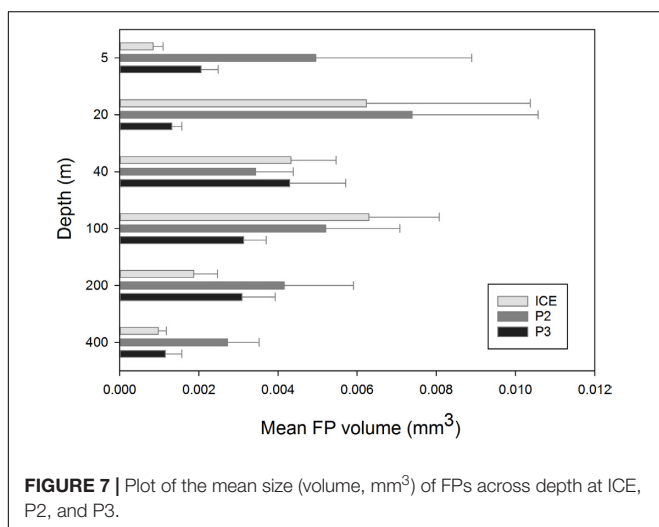 5
20
40
100
200
400
Depth (m)
ICE
P2
P3
0.000 0.002 0.004 0.006 0.008 0.010 0.012
Mean FP volume (mm³)
FIGURE 7 | Plot of the mean size (volume, mm³) of FPs across depth at ICE,
P2, and P3.